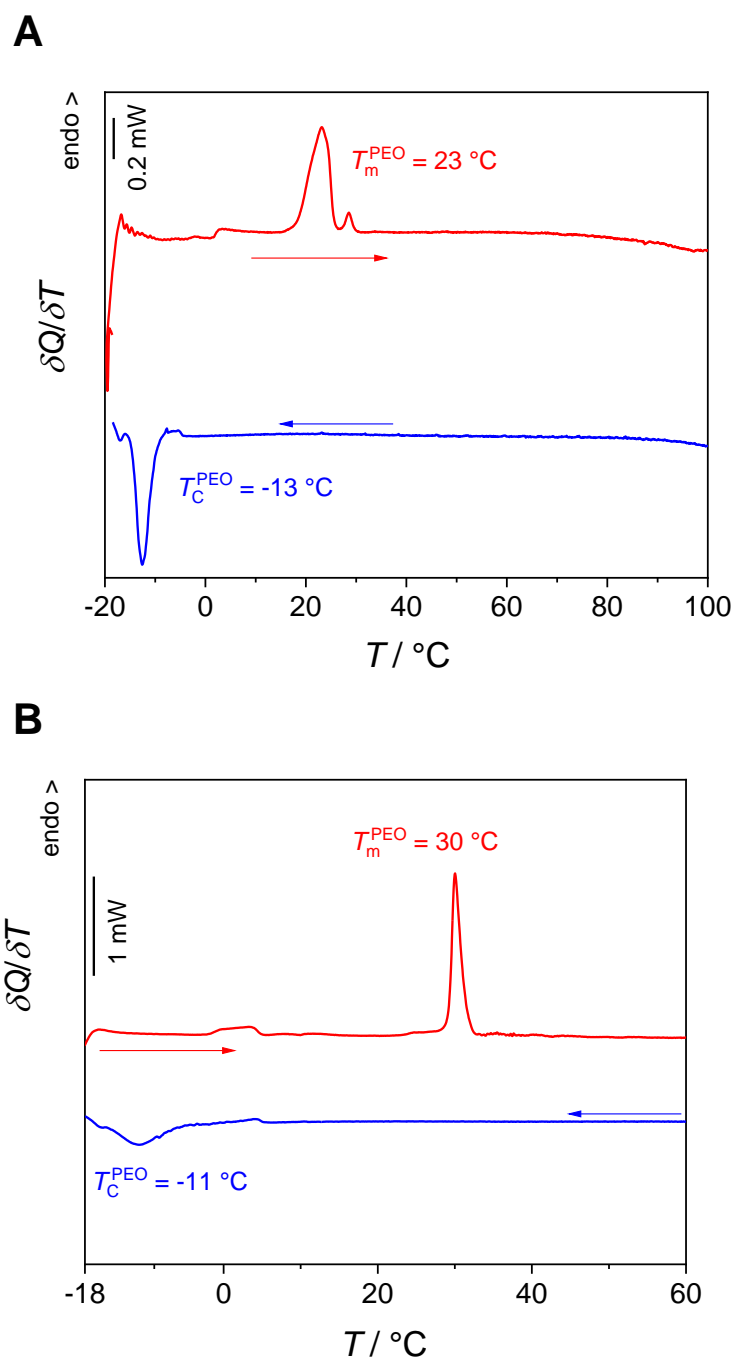 A
endo >
0.2 mW
T_m^PEO = 23 °C
δQ/δT
T_C^PEO = -13 °C
-20 0 20 40 60 80 100
T / °C
B
endo >
T_m^PEO = 30 °C
1 mW
δQ/δT
T_C^PEO = -11 °C
-18 0 20 40 60
T / °C